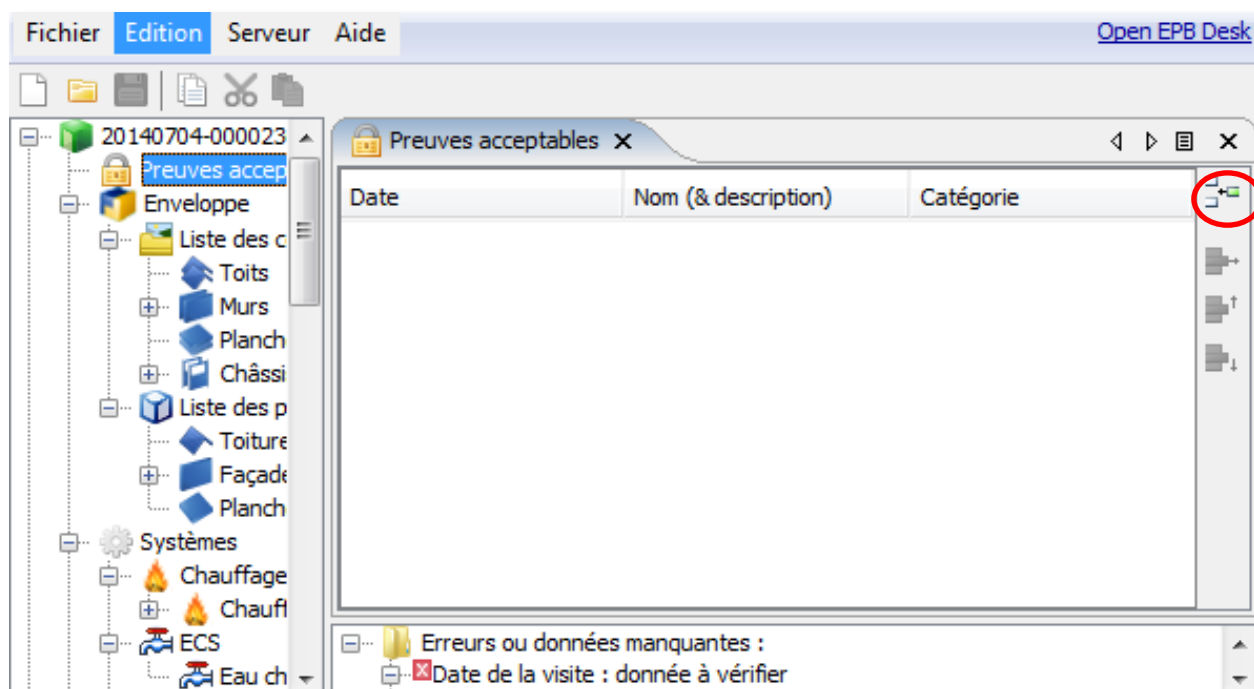 Fichier Edition Serveur Aide Open EPB Desk
20140704-000023
Preuves accep
Enveloppe
Liste des c
Toits
Murs
Planch
Châssi
Liste des p
Toiture
Façade
Planch
Systèmes
Chauffage
Chauff
ECS
Eau ch
Preuves acceptables
Date Nom (& description) Catégorie
Erreurs ou données manquantes :
Date de la visite : donnée à vérifier